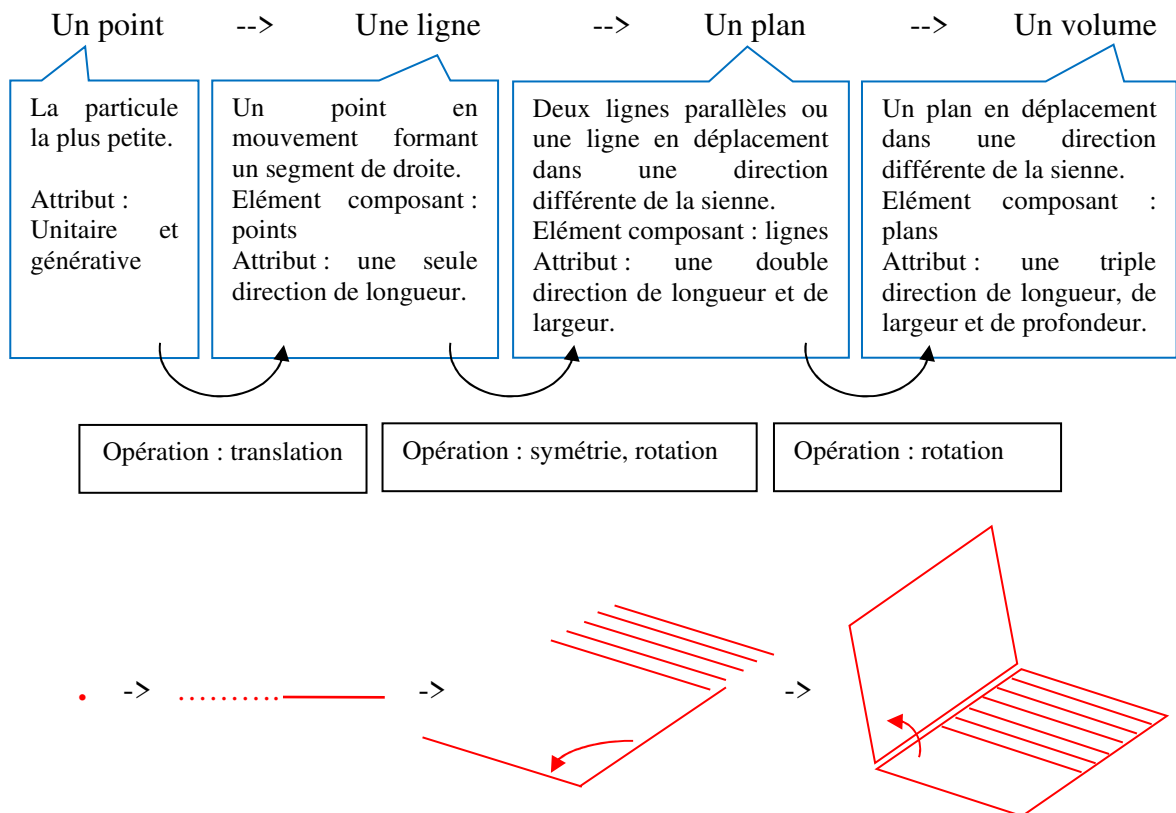 Un point --> Une ligne --> Un plan --> Un volume
La particule
la plus petite.
Attribut :
Unitaire et
générative
Un point en
mouvement formant
un segment de droite.
Elément composant :
points
Attribut : une seule
direction de longueur.
Deux lignes parallèles ou
une ligne en déplacement
dans une direction
différente de la sienne.
Elément composant : lignes
Attribut : une double
direction de longueur et de
largeur.
Un plan en déplacement
dans une direction
différente de la sienne.
Elément composant :
plans
Attribut : une triple
direction de longueur, de
largeur et de profondeur.
Opération : translation
Opération : symétrie, rotation
Opération : rotation
-> -> ->